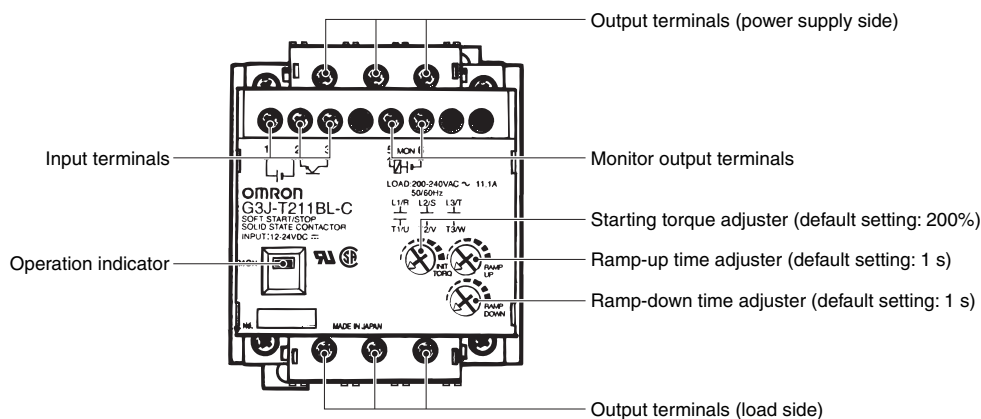 Output terminals (power supply side)
Input terminals
Monitor output terminals
1 2 3 5 MON 6
OMRON
G3J-T211BL-C
SOFT START/STOP
SOLID STATE CONTACTOR
INPUT:12-24VDC
LOAD 200-240VAC ~ 11.1A
50/60Hz
L1/R L2/S L3/T
T1/U T2/V T3/W
Starting torque adjuster (default setting: 200%)
INIT
TORQ
RAMP
UP
Ramp-up time adjuster (default setting: 1 s)
Operation indicator
RAMP
DOWN
Ramp-down time adjuster (default setting: 1 s)
No.
MADE IN JAPAN
Output terminals (load side)